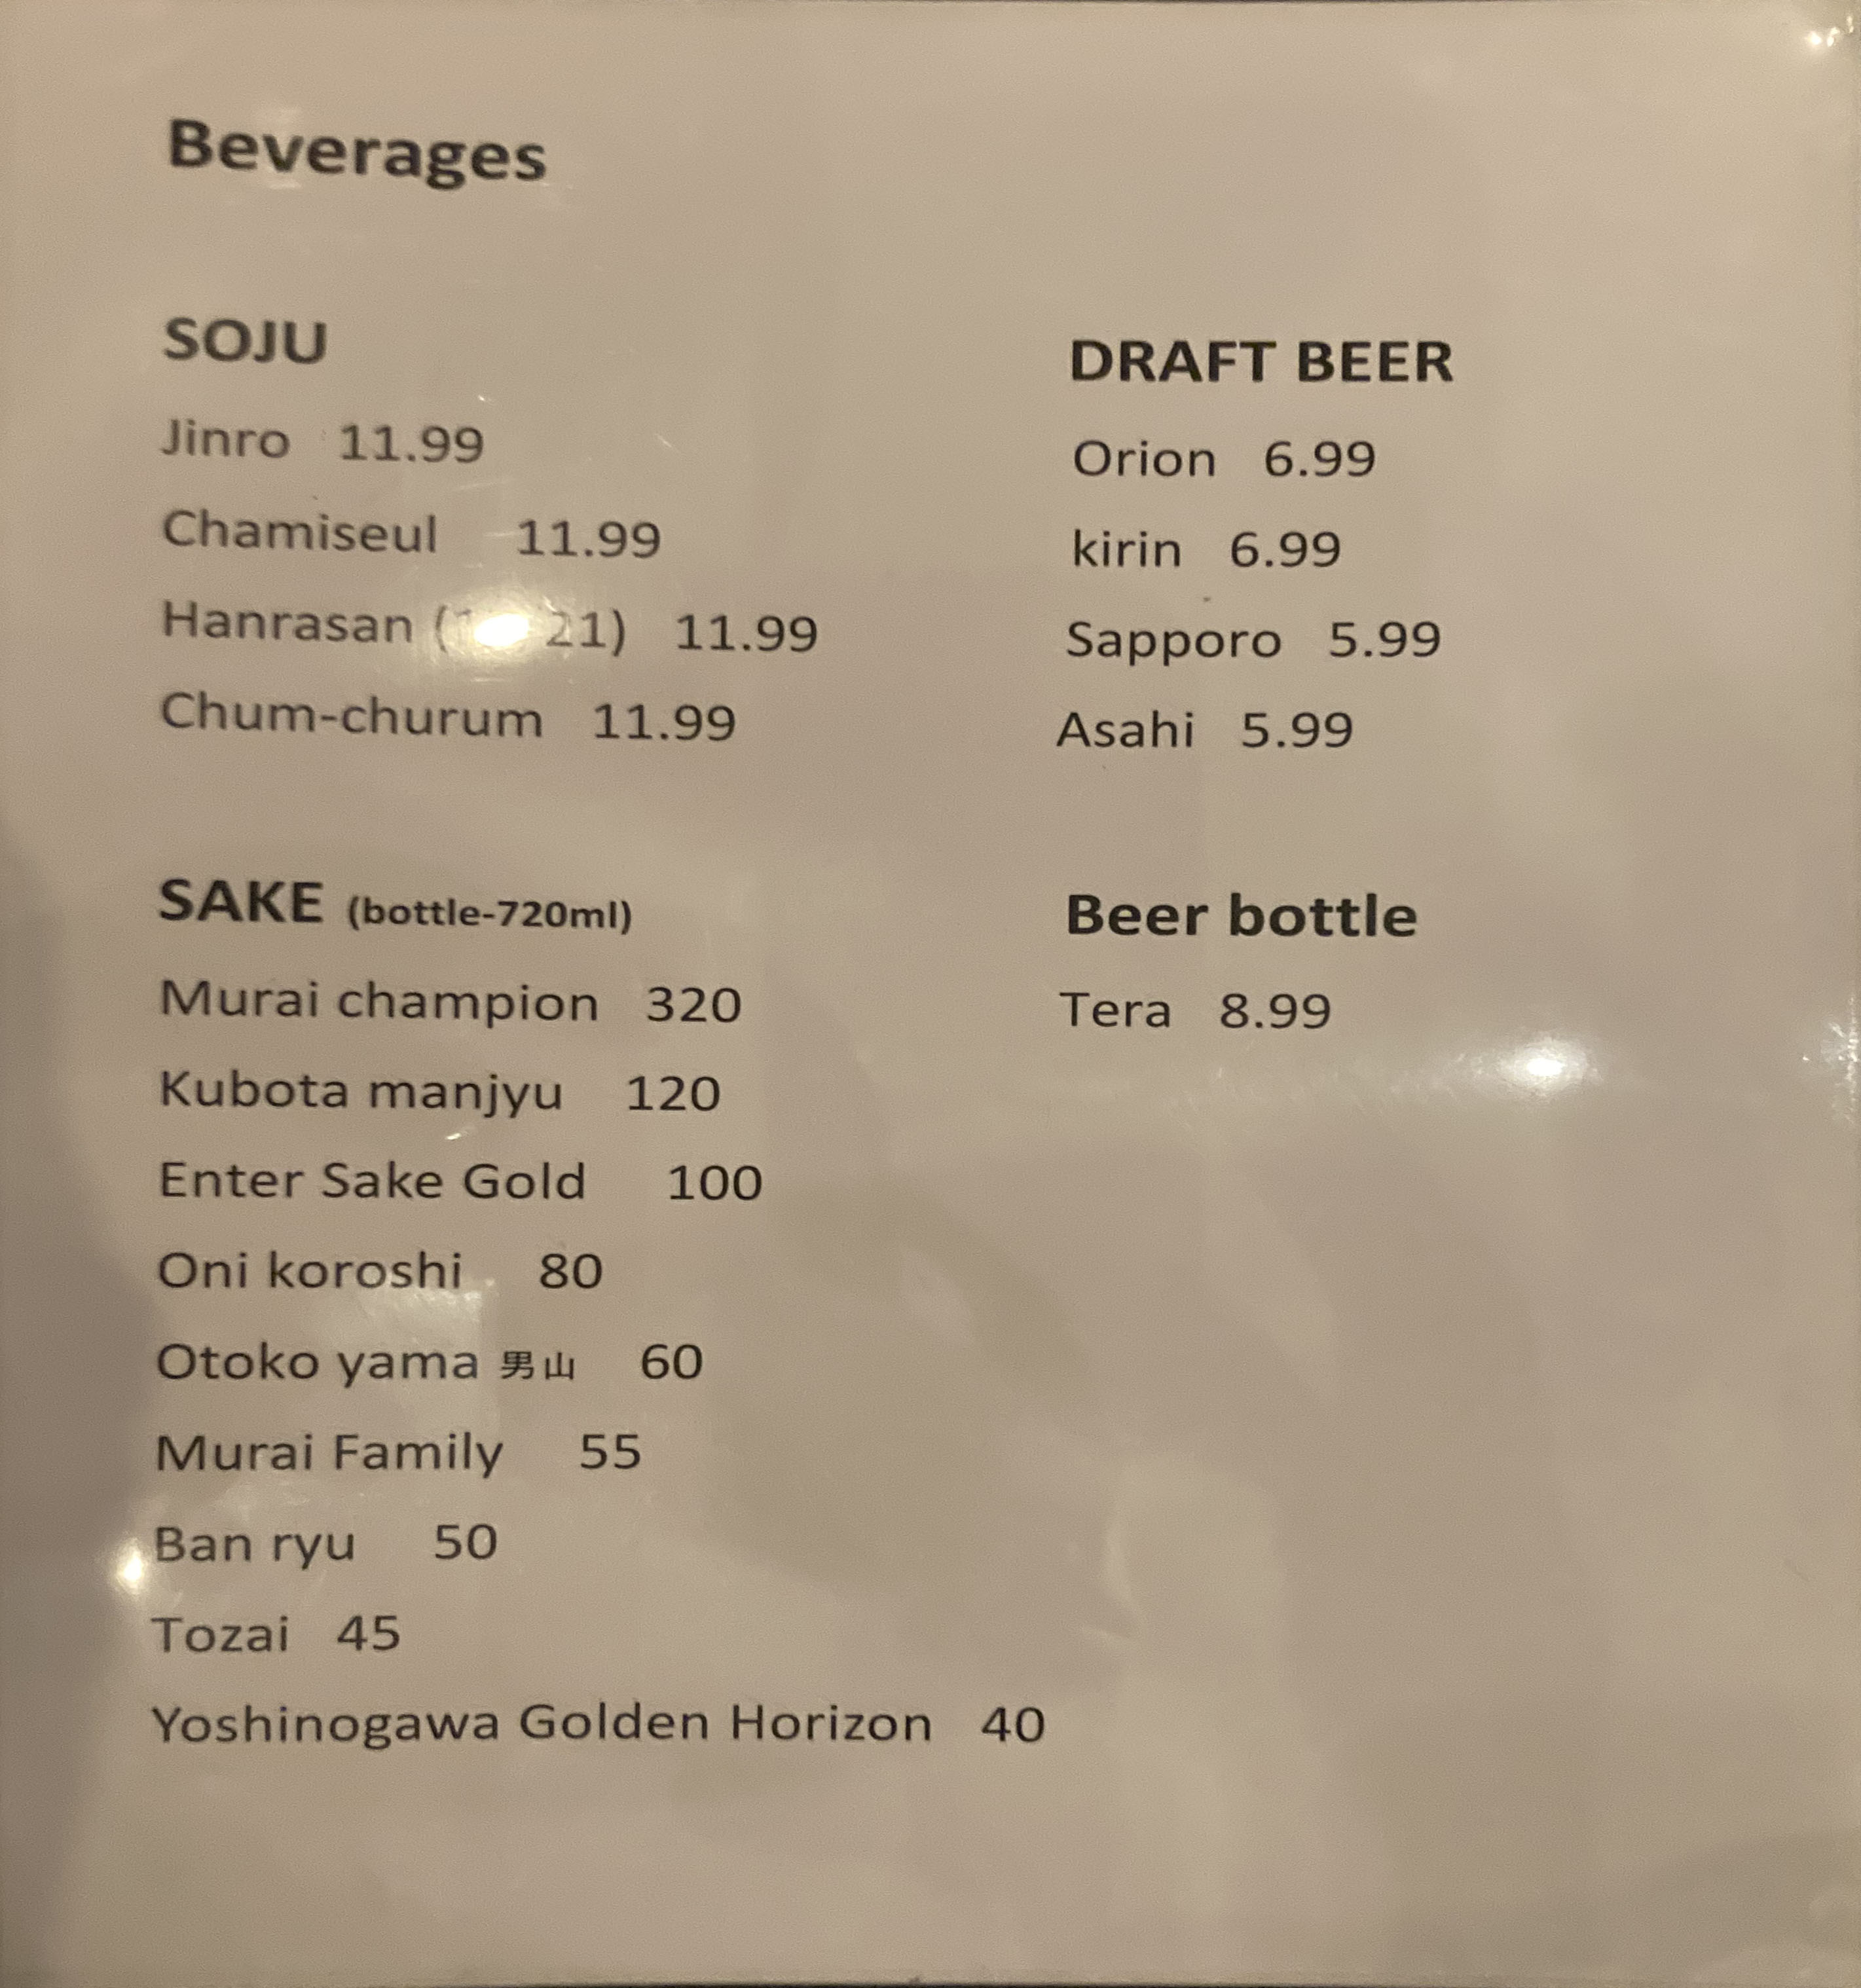 Beverages
SOJU
Jinro 11.99
Chamiseul 11.99
Hanrasan ( 21) 11.99
Chum-churum 11.99
SAKE (bottle-720ml)
Murai champion 320
Kubota manjyu 120
Enter Sake Gold 100
Oni koroshi 80
Otoko yama 男山 60
Murai Family 55
Ban ryu 50
Tozai 45
Yoshinogawa Golden Horizon 40
DRAFT BEER
Orion 6.99
kirin 6.99
Sapporo 5.99
Asahi 5.99
Beer bottle
Tera 8.99